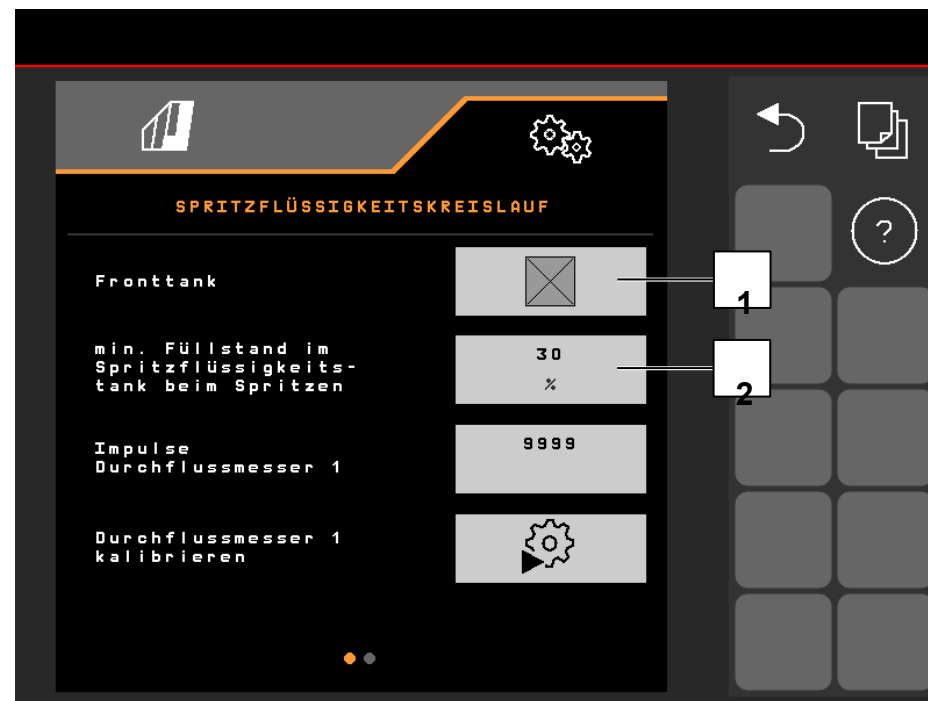 SPRITZFLÜSSIGKEITSKREISLAUF
Fronttank
1
min. Füllstand im
Spritzflüssigkeits-
tank beim Spritzen
30
%
2
Impulse
Durchflussmesser 1
9999
Durchflussmesser 1
kalibrieren
?